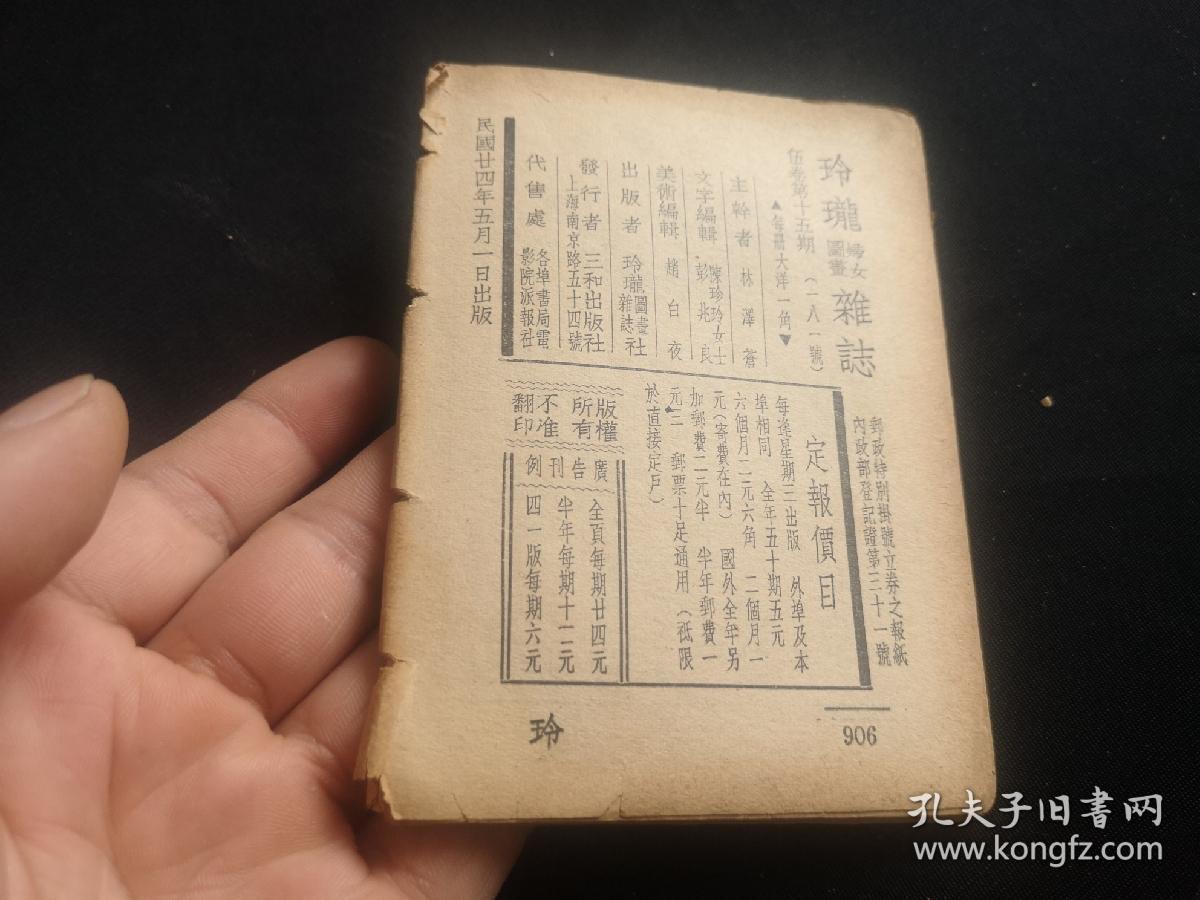 郵政特別掛號立券之報紙
內政部登記證第三十一號
玲瓏婦女圖畫雜誌
伍卷第十五期（一八一號）
▲每冊大洋一角▼
主幹者 林澤蒼
文字編輯 陳珍玲女士
彭兆良
美術編輯 趙白夜
出版者 玲瓏圖畫雜誌社
發行者 三和出版社
上海南京路五十四號
代售處 各埠書局電
影院派報社
民國廿四年五月一日出版
定報價目
每逢星期三出版 外埠及本
埠相同 全年五十期五元
六個月二元六角 二個月一
元（寄費在內） 國外全年另
加郵費二元半 半年郵費一
元三 郵票十足通用（祗限
於直接定戶）
版權
所有
不准
翻印
廣告刊例
全頁每期廿四元
半年每期十二元
四一版每期六元
906
玲
孔夫子旧书网
www.kongfz.com